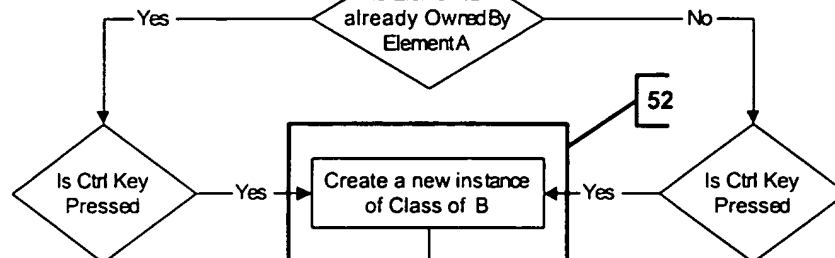 Yes
already OwnedBy
ElementA
No
52
Is Ctrl Key
Pressed
Yes
Create a new instance
of Class of B
Yes
Is Ctrl Key
Pressed